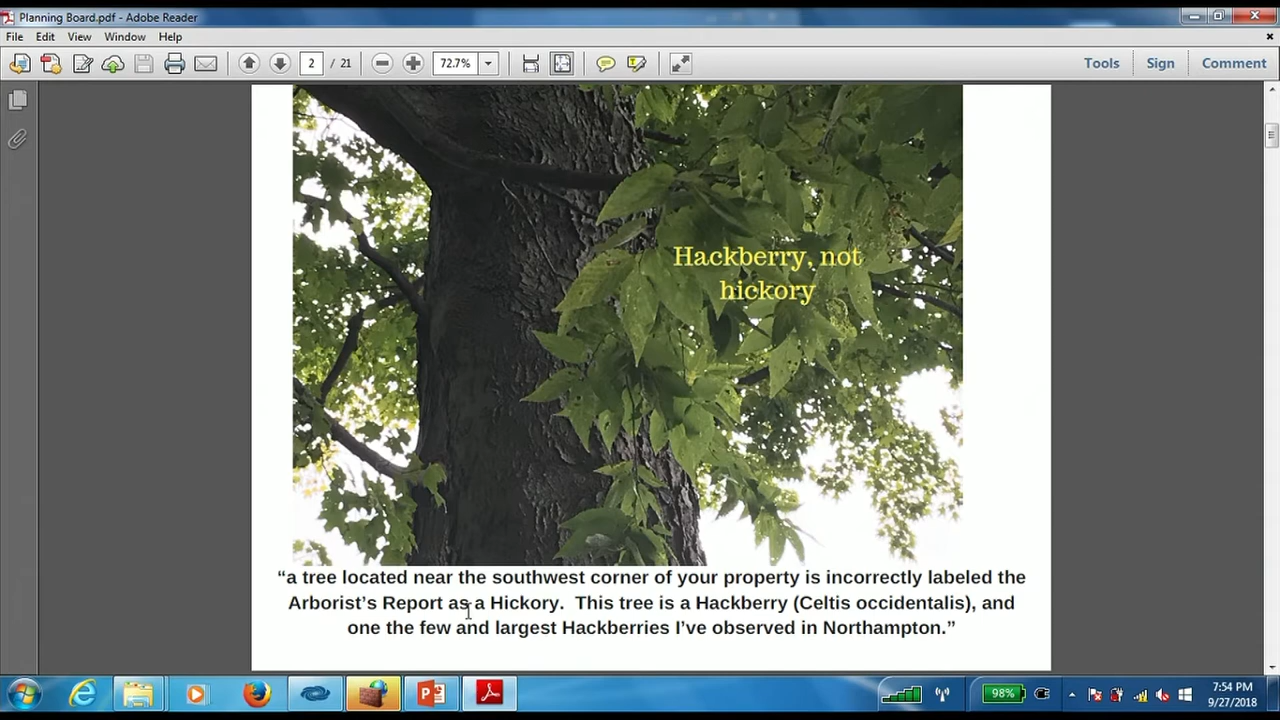 Planning Board.pdf - Adobe Reader
File Edit View Window Help
2 / 21 72.7% Tools Sign Comment
Hackberry, not
hickory
“a tree located near the southwest corner of your property is incorrectly labeled the
Arborist’s Report as a Hickory. This tree is a Hackberry (Celtis occidentalis), and
one the few and largest Hackberries I’ve observed in Northampton.”
98%
7:54 PM
9/27/2018